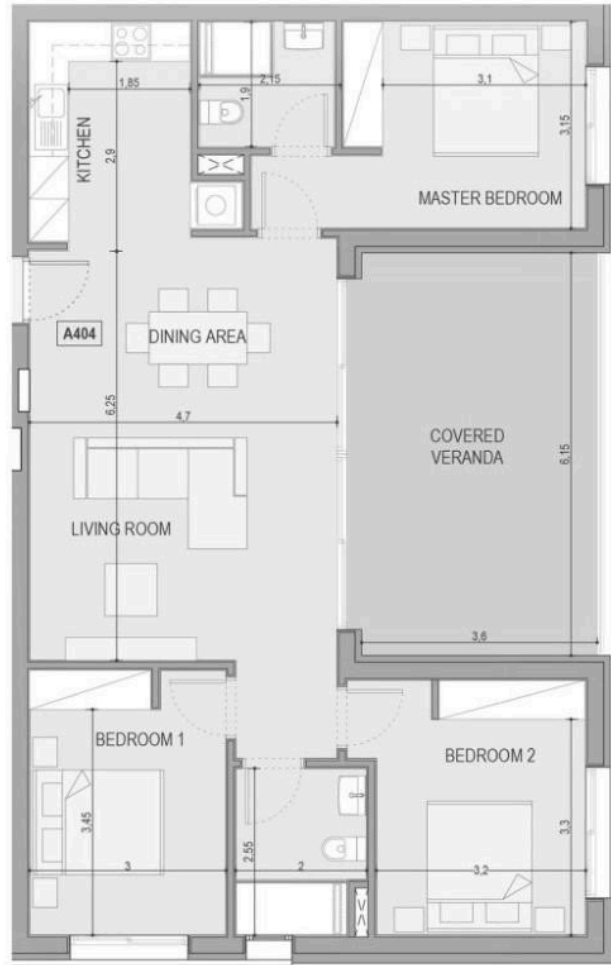 1,85
2,15
1,9
3,1
3,15
KITCHEN
2,9
MASTER BEDROOM
A404
DINING AREA
6,25
4,7
COVERED
VERANDA
6,15
LIVING ROOM
3,6
BEDROOM 1
BEDROOM 2
3,45
3
2,55
2
3,2
3,3